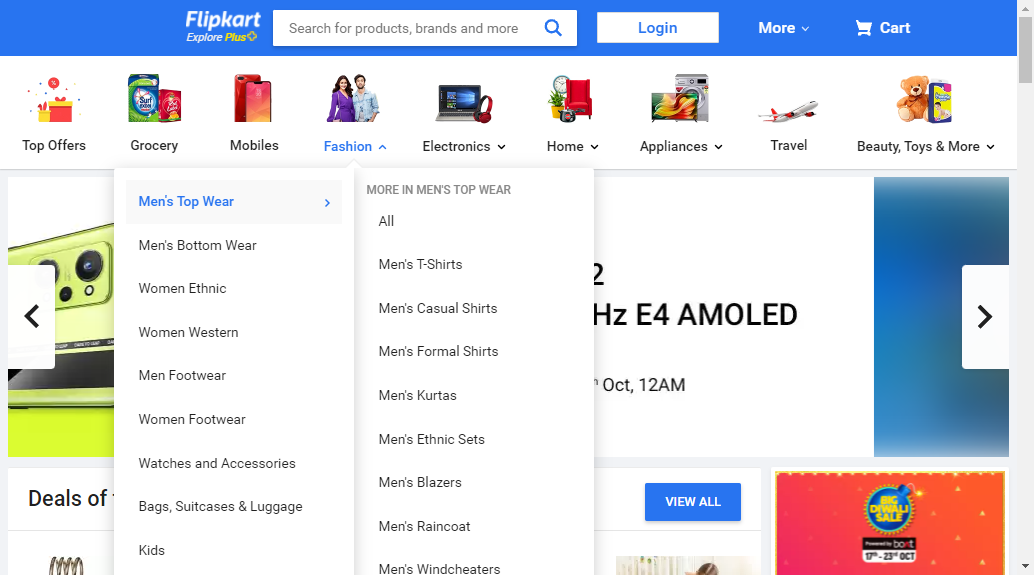 Flipkart
Explore Plus
Search for products, brands and more
Login
More
Cart
Top Offers
Grocery
Mobiles
Fashion
Electronics
Home
Appliances
Travel
Beauty, Toys & More
Men's Top Wear
Men's Bottom Wear
Women Ethnic
Women Western
Men Footwear
Women Footwear
Watches and Accessories
Bags, Suitcases & Luggage
Kids
MORE IN MEN'S TOP WEAR
All
Men's T-Shirts
Men's Casual Shirts
Men's Formal Shirts
Men's Kurtas
Men's Ethnic Sets
Men's Blazers
Men's Raincoat
Men's Windcheaters
2
Hz E4 AMOLED
Oct, 12AM
Deals of
VIEW ALL
BIG
DIWALI
SALE
Powered by boAt
17th - 23rd OCT